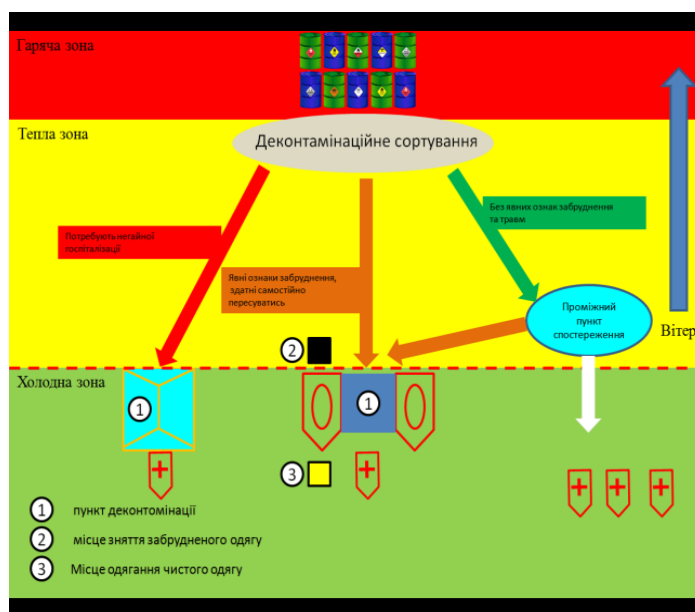 Гаряча зона
Тепла зона
Деконтамінаційне сортування
Без явних ознак забруднення
та травм
Потребують негайної
госпіталізації
Явні ознаки забруднення,
здатні самостійно
пересуватись
Проміжний
пункт
спостереження
Вітер
2
Холодна зона
1
1
3
1 пункт деконтомінації
2 місце зняття забрудненого одягу
3 Місце одягання чистого одягу